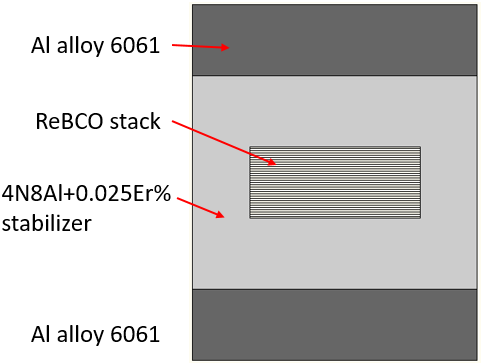 Al alloy 6061
ReBCO stack
4N8Al+0.025Er%
stabilizer
Al alloy 6061